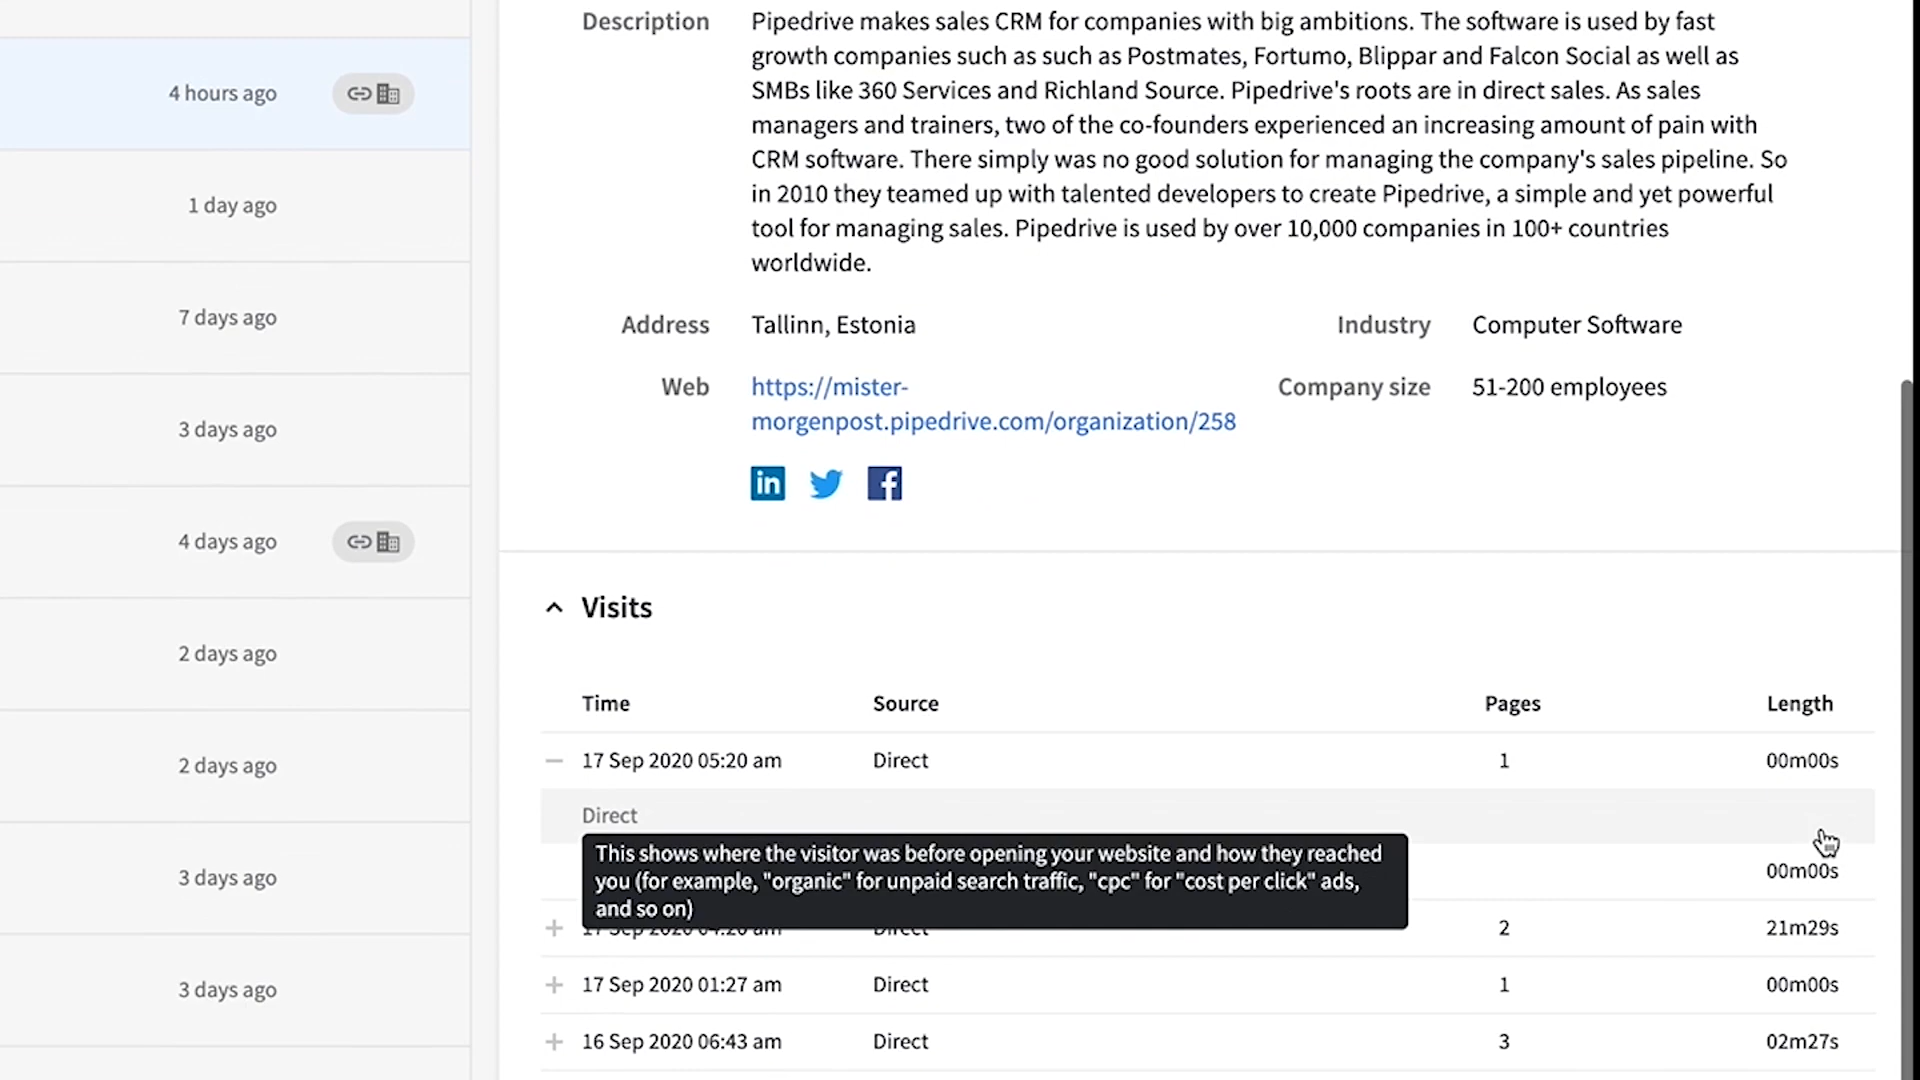 4 hours ago
1 day ago
7 days ago
3 days ago
4 days ago
2 days ago
2 days ago
3 days ago
3 days ago
Description
Pipedrive makes sales CRM for companies with big ambitions. The software is used by fast
growth companies such as such as Postmates, Fortumo, Blippar and Falcon Social as well as
SMBs like 360 Services and Richland Source. Pipedrive's roots are in direct sales. As sales
managers and trainers, two of the co-founders experienced an increasing amount of pain with
CRM software. There simply was no good solution for managing the company's sales pipeline. So
in 2010 they teamed up with talented developers to create Pipedrive, a simple and yet powerful
tool for managing sales. Pipedrive is used by over 10,000 companies in 100+ countries
worldwide.
Address Tallinn, Estonia Industry Computer Software
Web https://mister-
morgenpost.pipedrive.com/organization/258
Company size 51-200 employees
in
Visits
Time Source Pages Length
17 Sep 2020 05:20 am Direct 1 00m00s
Direct
This shows where the visitor was before opening your website and how they reached
you (for example, "organic" for unpaid search traffic, "cpc" for "cost per click" ads,
and so on)
00m00s
17 Sep 2020 Direct 2 21m29s
17 Sep 2020 01:27 am Direct 1 00m00s
16 Sep 2020 06:43 am Direct 3 02m27s